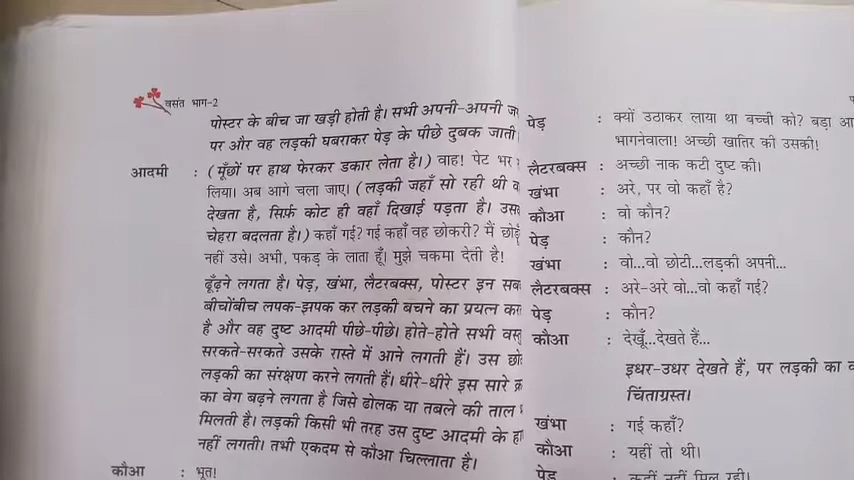 वसंत भाग-2
पोस्टर के बीच जा खड़ी होती है। सभी अपनी-अपनी
पर और वह लड़की घबराकर पेड़ के पीछे दुबक जाती
आदमी : (मूँछों पर हाथ फेरकर डकार लेता है।) वाह! पेट भर
लिया। अब आगे चला जाए। (लड़की जहाँ सो रही थी
देखता है, सिर्फ़ कोट ही वहाँ दिखाई पड़ता है।
चेहरा बदलता है।) कहाँ गई? गई कहाँ वह छोकरी? मैं
नहीं उसे। अभी, पकड़ के लाता हूँ। मुझे चकमा देती है!
ढूँढ़ने लगता है। पेड़, खंभा, लैटरबक्स, पोस्टर इन
बीचोंबीच लपक-झपक कर लड़की बचने का प्रयत्न
है और वह दुष्ट आदमी पीछे-पीछे। होते-होते सभी
सरकते-सरकते उसके रास्ते में आने लगती हैं। उस
लड़की का संरक्षण करने लगती हैं। धीरे-धीरे इस सारे
का वेग बढ़ने लगता है जिसे ढोलक या तबले की ताल
मिलती है। लड़की किसी भी तरह उस दुष्ट आदमी के
नहीं लगती। तभी एकदम से कौआ चिल्लाता है।
कौआ : भूत!
पेड़ : क्यों उठाकर लाया था बच्ची को? बड़ा
भागनेवाला! अच्छी खातिर की उसकी!
लैटरबक्स : अच्छी नाक कटी दुष्ट की।
खंभा : अरे, पर वो कहाँ है?
कौआ : वो कौन?
पेड़ : कौन?
खंभा : वो...वो छोटी...लड़की अपनी...
लैटरबक्स : अरे-अरे वो...वो कहाँ गई?
पेड़ : कौन?
कौआ : देखूँ...देखते हैं...
इधर-उधर देखते हैं, पर लड़की का
चिंताग्रस्त।
खंभा : गई कहाँ?
कौआ : यहीं तो थी।
पेड़ : कहीं नहीं मिल रही।